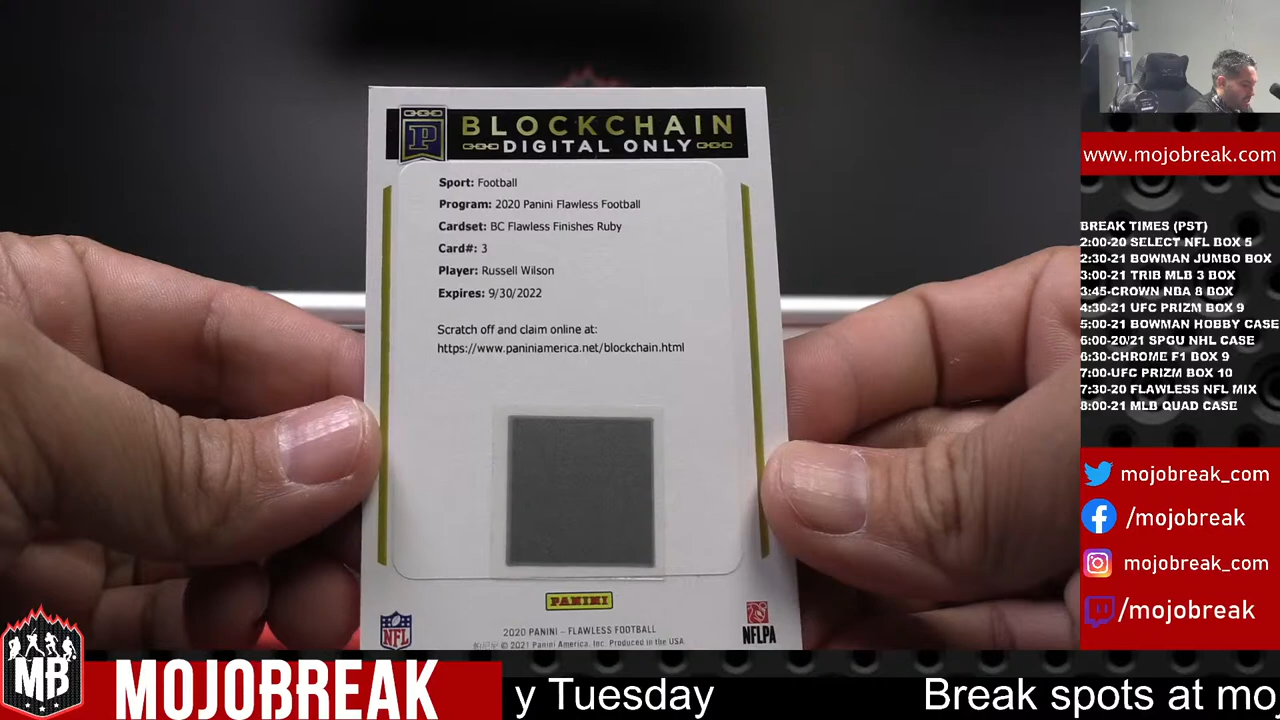 P
BLOCKCHAIN
DIGITAL ONLY
Sport: Football
Program: 2020 Panini Flawless Football
Cardset: BC Flawless Finishes Ruby
Card#: 3
Player: Russell Wilson
Expires: 9/30/2022
Scratch off and claim online at:
https://www.paniniamerica.net/blockchain.html
PANINI
NFL
NFLPA
2020 PANINI – FLAWLESS FOOTBALL
© 2021 Panini America, Inc. Produced in the USA.
www.mojobreak.com
BREAK TIMES (PST)
2:00-20 SELECT NFL BOX 5
2:30-21 BOWMAN JUMBO BOX
3:00-21 TRIB MLB 3 BOX
3:45-CROWN NBA 8 BOX
4:30-21 UFC PRIZM BOX 9
5:00-21 BOWMAN HOBBY CASE
6:00-20/21 SPGU NHL CASE
6:30-CHROME F1 BOX 9
7:00-UFC PRIZM BOX 10
7:30-20 FLAWLESS NFL MIX
8:00-21 MLB QUAD CASE
mojobreak_com
/mojobreak
mojobreak_com
/mojobreak
MB
MOJOBREAK
y Tuesday
Break spots at mo